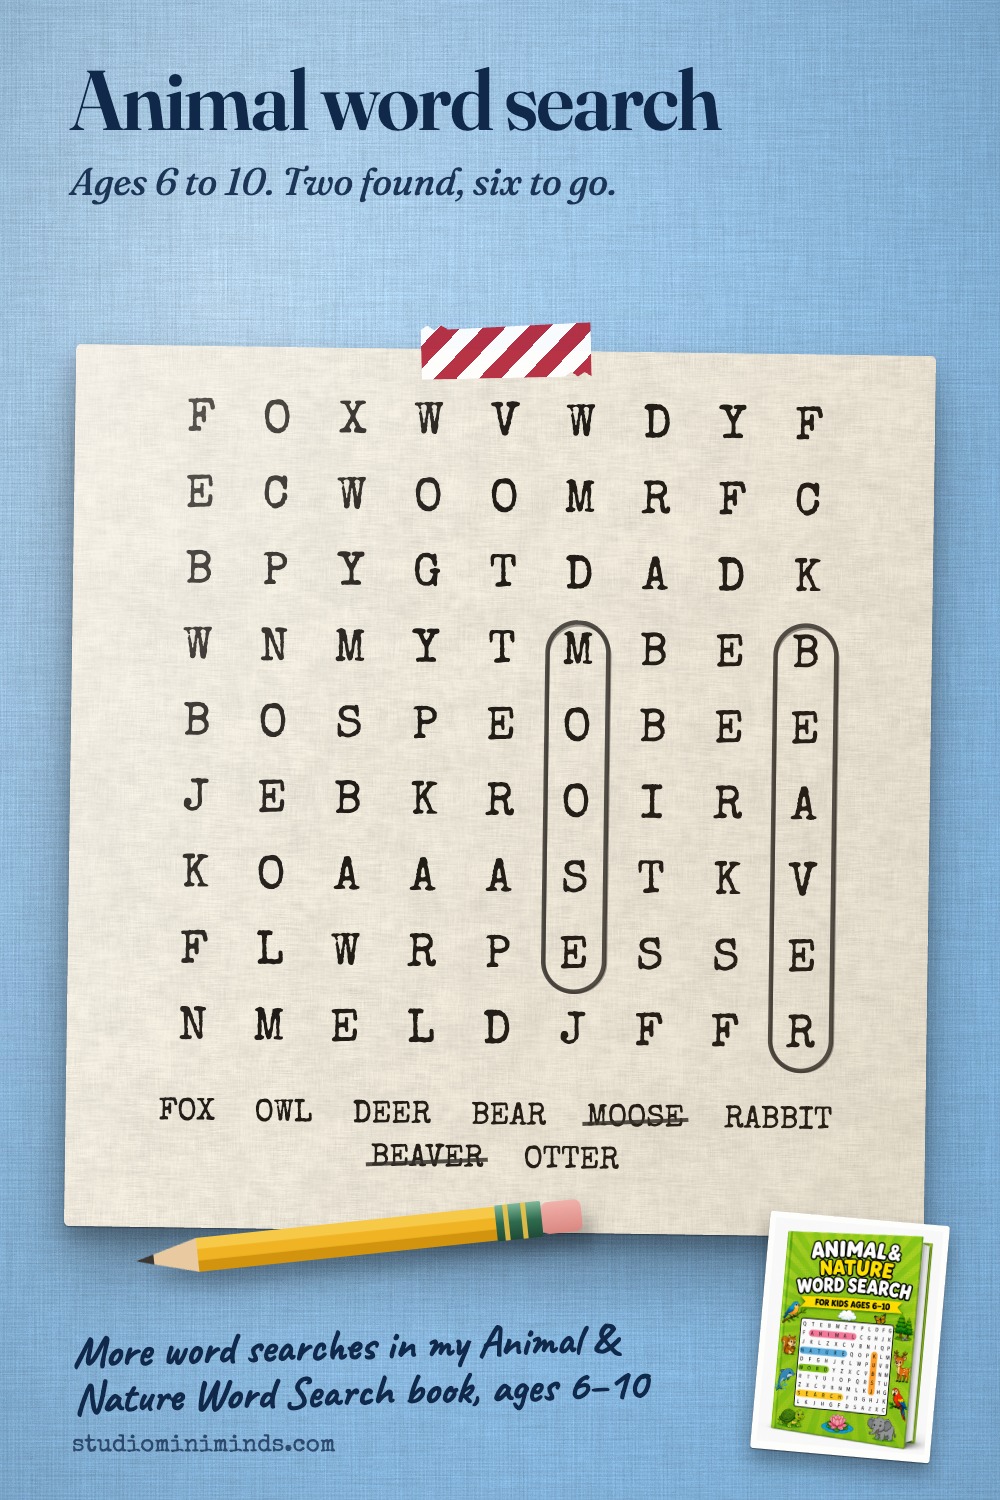 Animal word search
Ages 6 to 10. Two found, six to go.
F O X W V W D Y F
E C W O O M R F C
B P Y G T D A D K
W N M Y T M B E B
B O S P E O B E E
J E B K R O I R A
K O A A A S T K V
F L W R P E S S E
N M E L D J F F R
FOX OWL DEER BEAR MOOSE RABBIT
BEAVER OTTER
More word searches in my Animal &
Nature Word Search book, ages 6–10
studiominiminds.com
ANIMAL &
NATURE
WORD SEARCH
FOR KIDS AGES 6-10